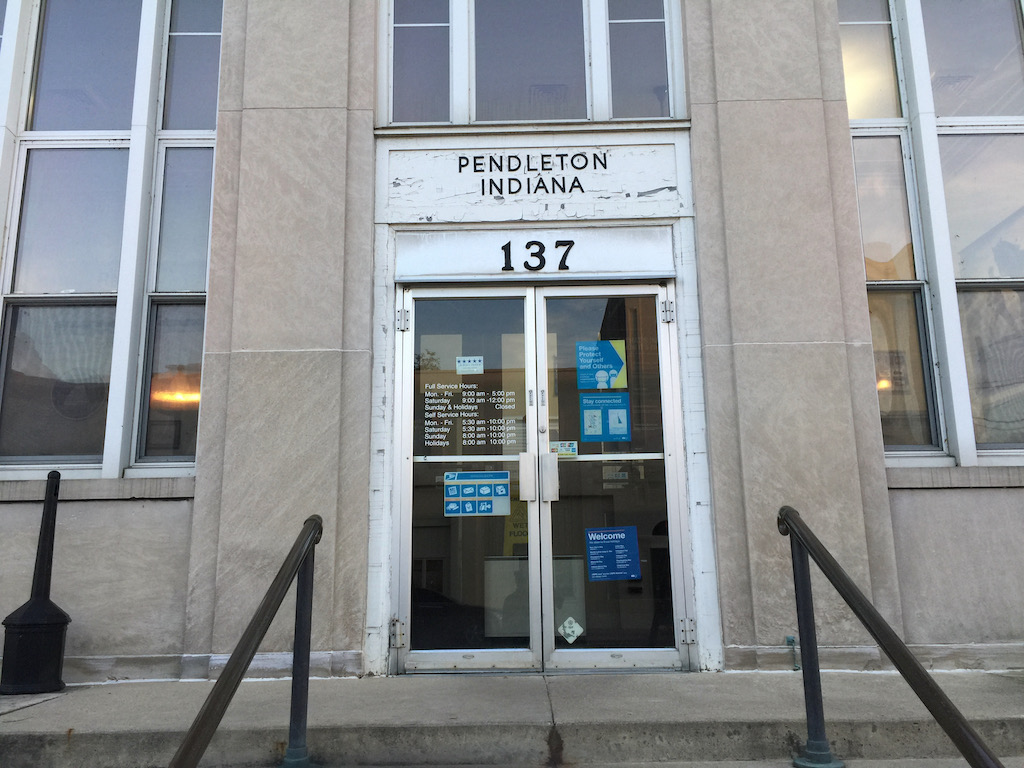 PENDLETON
INDIANA
137
Full Service Hours:
Mon. - Fri. 9:00 am - 5:00 pm
Saturday 9:00 am -12:00 pm
Sunday & Holidays Closed
Self Service Hours:
Mon. - Fri. 5:30 am -10:00 pm
Saturday 5:30 am -10:00 pm
Sunday 8:00 am -10:00 pm
Holidays 8:00 am 10:00 pm
Please
Protect
Yourself
and Others
Stay connected
WET
FLOOR
Welcome